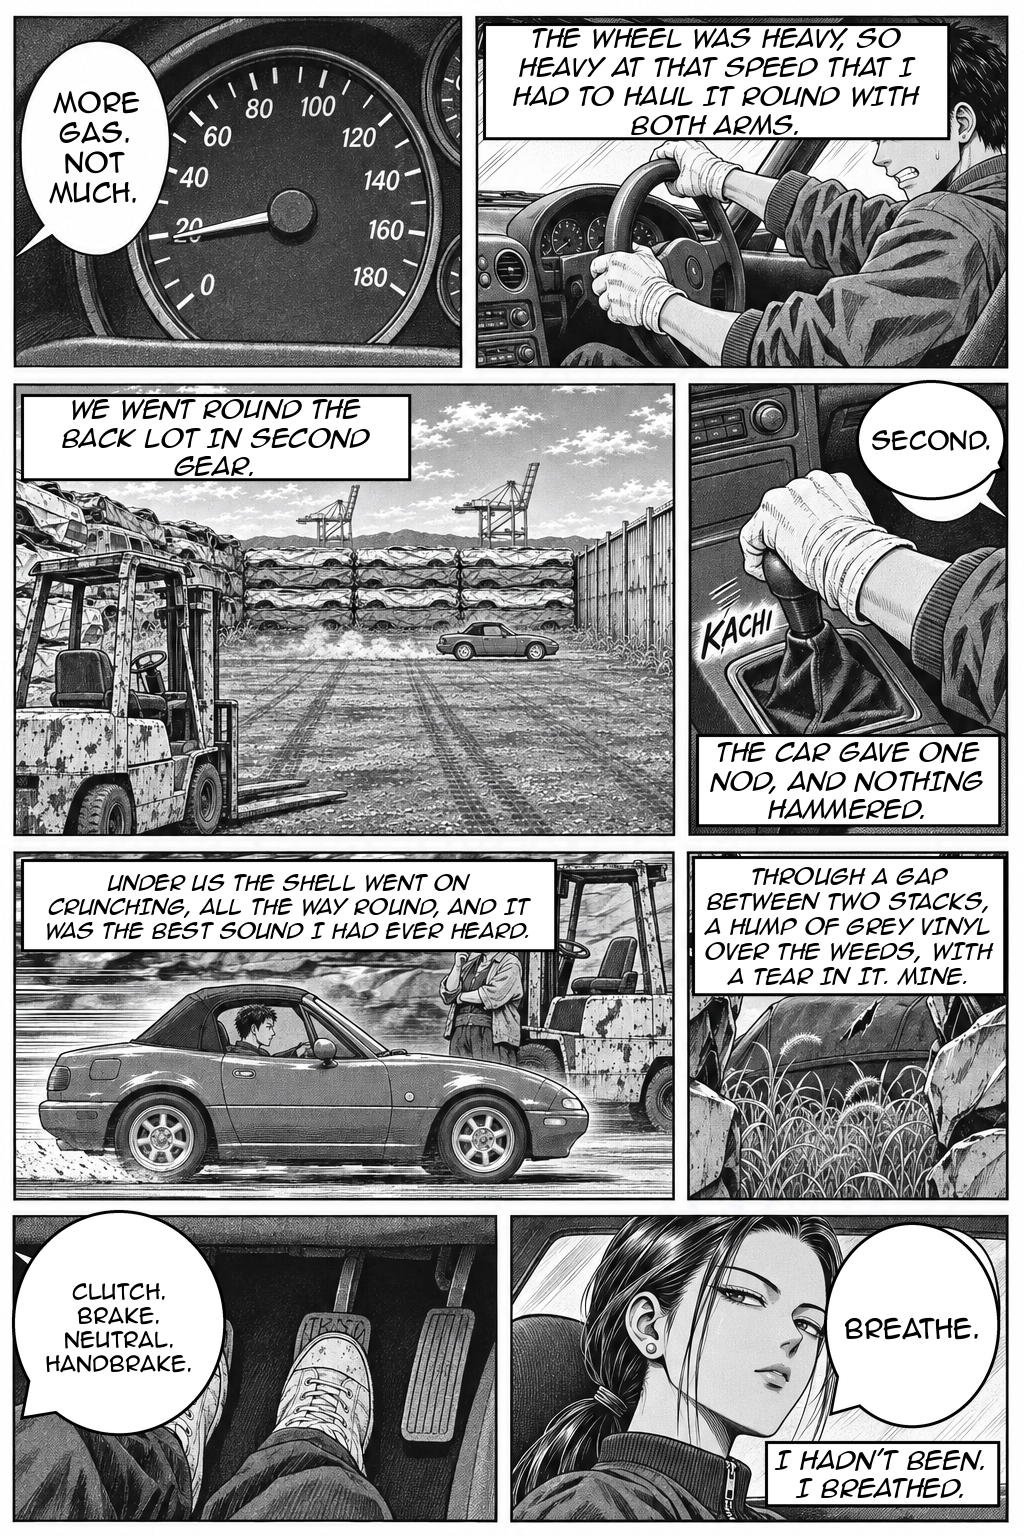 MORE
GAS.
NOT
MUCH.
0
20
40
60
80
100
120
140
160
180
THE WHEEL WAS HEAVY, SO
HEAVY AT THAT SPEED THAT I
HAD TO HAUL IT ROUND WITH
BOTH ARMS.
WE WENT ROUND THE
BACK LOT IN SECOND
GEAR.
SECOND.
KACHI
THE CAR GAVE ONE
NOD, AND NOTHING
HAMMERED.
UNDER US THE SHELL WENT ON
CRUNCHING, ALL THE WAY ROUND, AND IT
WAS THE BEST SOUND I HAD EVER HEARD.
THROUGH A GAP
BETWEEN TWO STACKS,
A HUMP OF GREY VINYL
OVER THE WEEDS, WITH
A TEAR IN IT. MINE.
CLUTCH.
BRAKE.
NEUTRAL.
HANDBRAKE.
BREATHE.
I HADN'T BEEN.
I BREATHED.